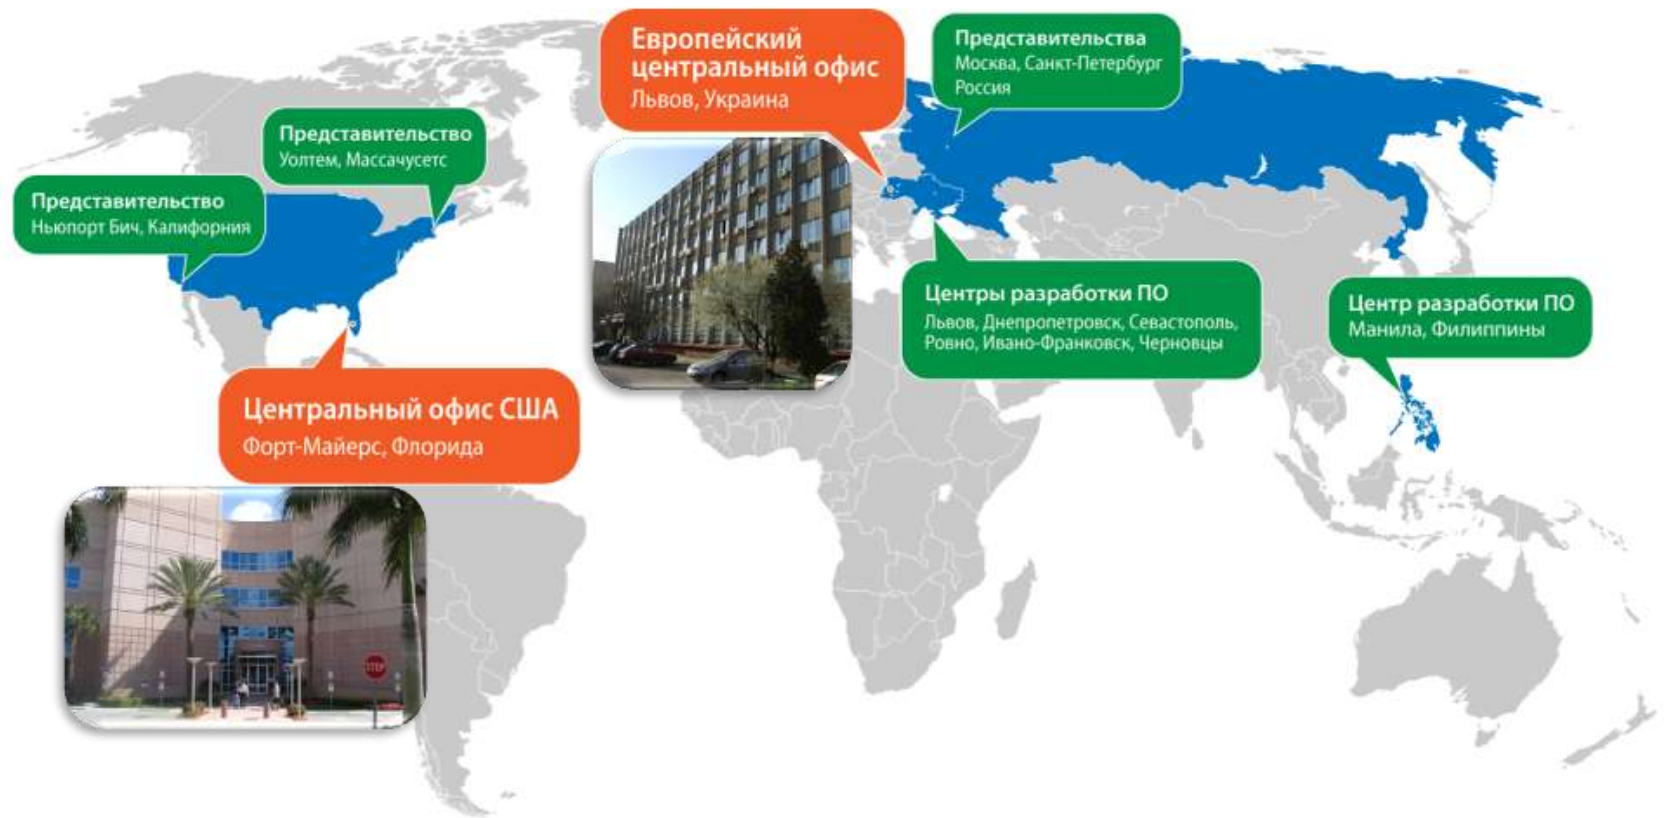 Европейский
центральный офис
Львов, Украина
Представительства
Москва, Санкт-Петербург
Россия
Представительство
Уолтем, Массачусетс
Представительство
Ньюпорт Бич, Калифорния
Центры разработки ПО
Львов, Днепропетровск, Севастополь,
Ровно, Ивано-Франковск, Черновцы
Центр разработки ПО
Манила, Филиппины
Центральный офис США
Форт-Майерс, Флорида
STOP